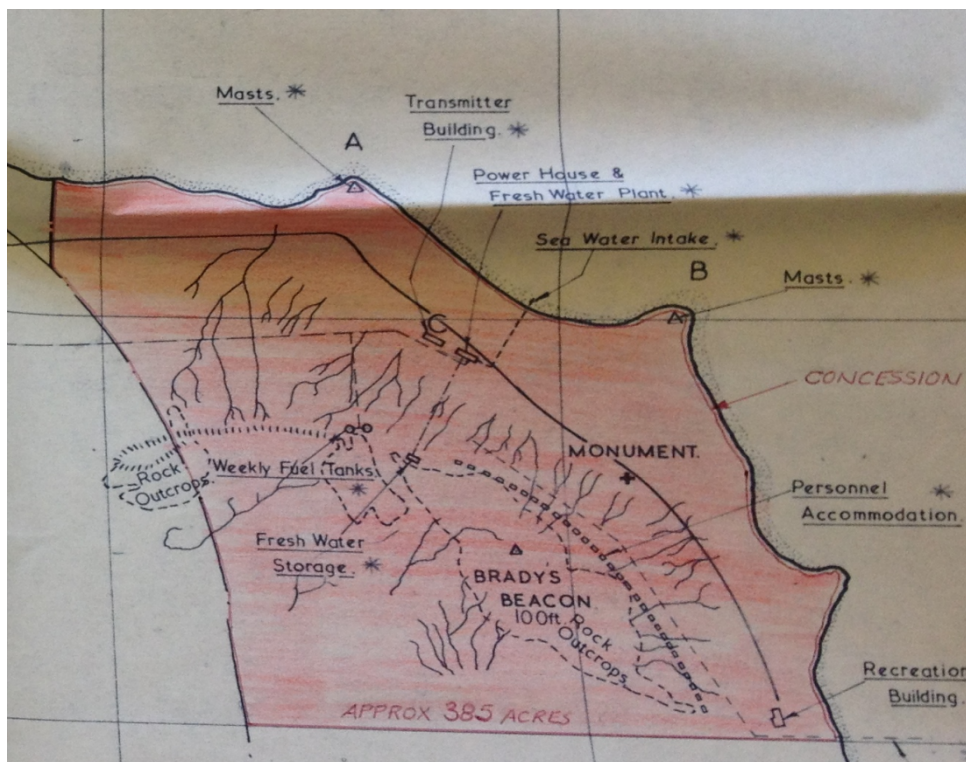 Masts.
A
Transmitter
Building.
Power House &
Fresh Water Plant.
Sea Water Intake.
B
Masts.
CONCESSION
MONUMENT.
Rock
Outcrops
Weekly Fuel Tanks
Personnel
Accommodation.
Fresh Water
Storage.
BRADYS
BEACON
100ft.
Rock
Outcrops
Recreation
Building.
APPROX 385 ACRES